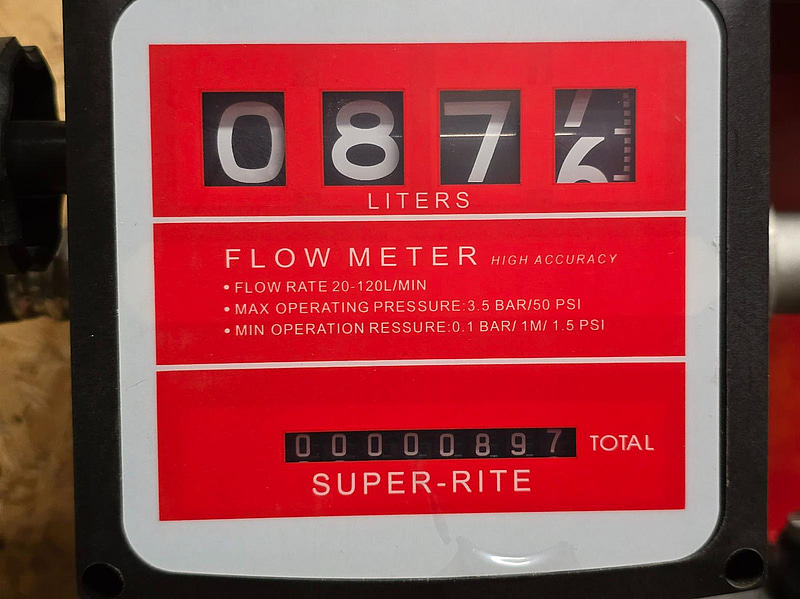 0876
LITERS
FLOW METER HIGH ACCURACY
• FLOW RATE 20-120L/MIN
• MAX OPERATING PRESSURE:3.5 BAR/50 PSI
• MIN OPERATION RESSURE:0.1 BAR/ 1M/ 1.5 PSI
00000897 TOTAL
SUPER-RITE